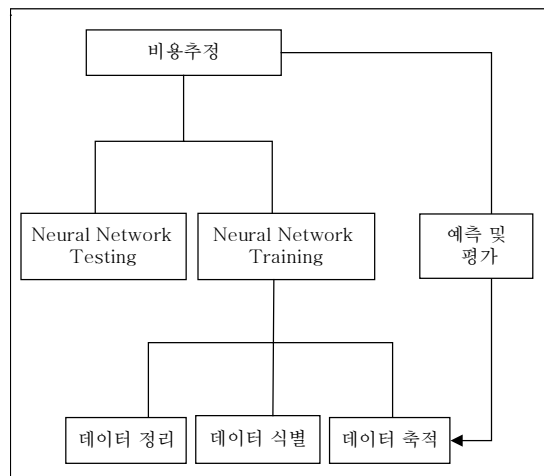 비용추정
Neural Network
Testing
Neural Network
Training
예측 및
평가
데이터 정리
데이터 식별
데이터 축적